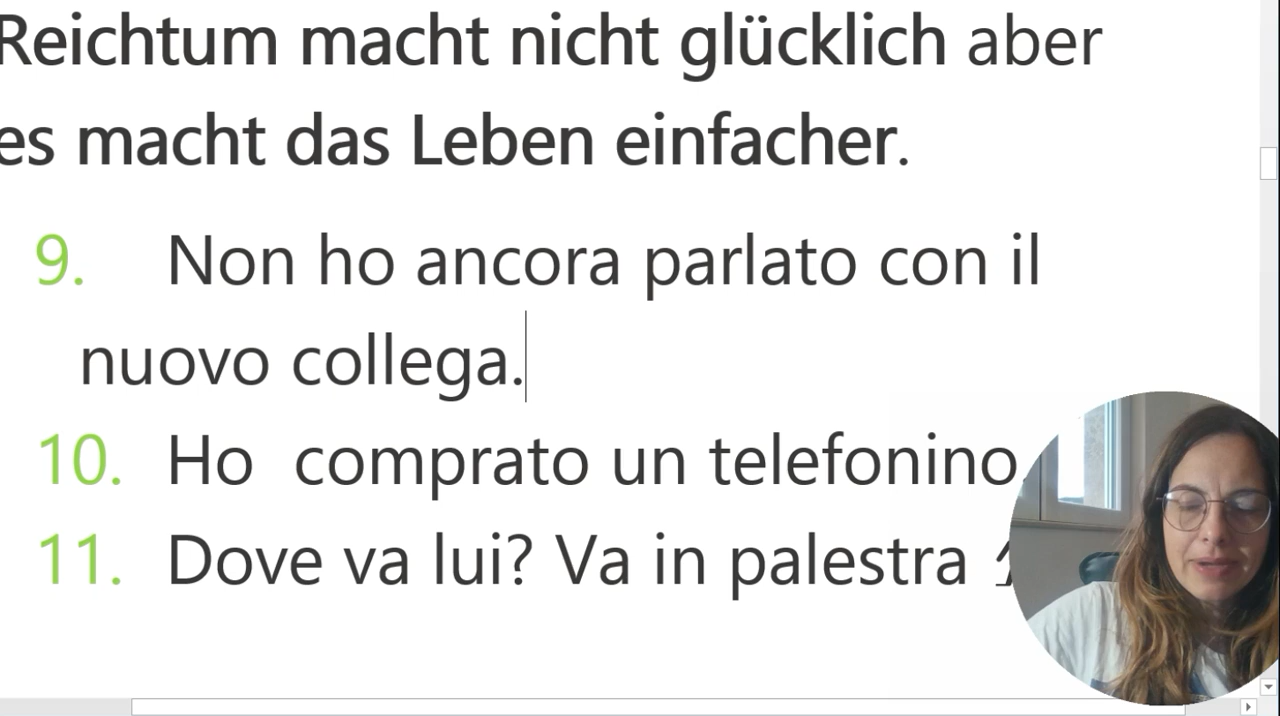 Reichtum macht nicht glücklich aber
es macht das Leben einfacher.
9. Non ho ancora parlato con il
nuovo collega.
10. Ho comprato un telefonino.
11. Dove va lui? Va in palestra